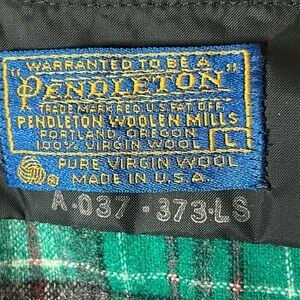 WARRANTED TO BE A
"PENDLETON"
TRADE MARK REG. U.S. PAT. OFF.
PENDLETON WOOLEN MILLS
PORTLAND, OREGON
100% VIRGIN WOOL L
PURE VIRGIN WOOL
MADE IN U.S.A.
A-037-373-LS